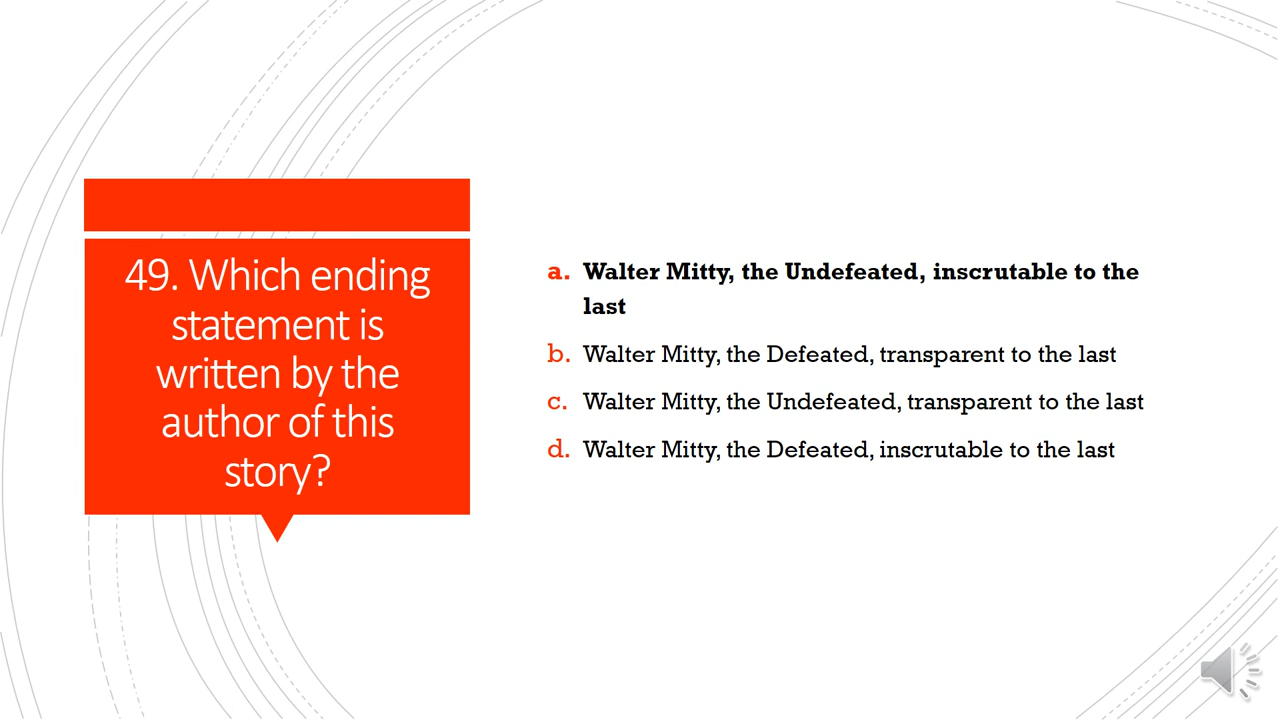 49. Which ending
statement is
written by the
author of this
story?
a. Walter Mitty, the Undefeated, inscrutable to the
last
b. Walter Mitty, the Defeated, transparent to the last
c. Walter Mitty, the Undefeated, transparent to the last
d. Walter Mitty, the Defeated, inscrutable to the last